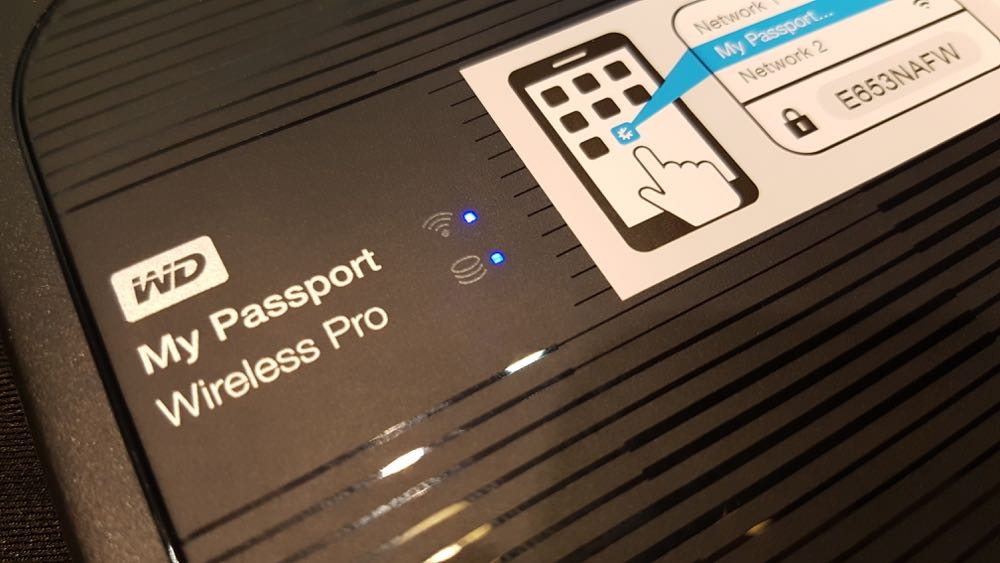 WD
My Passport
Wireless Pro
Network 1
My Passport...
Network 2
E653NAFW